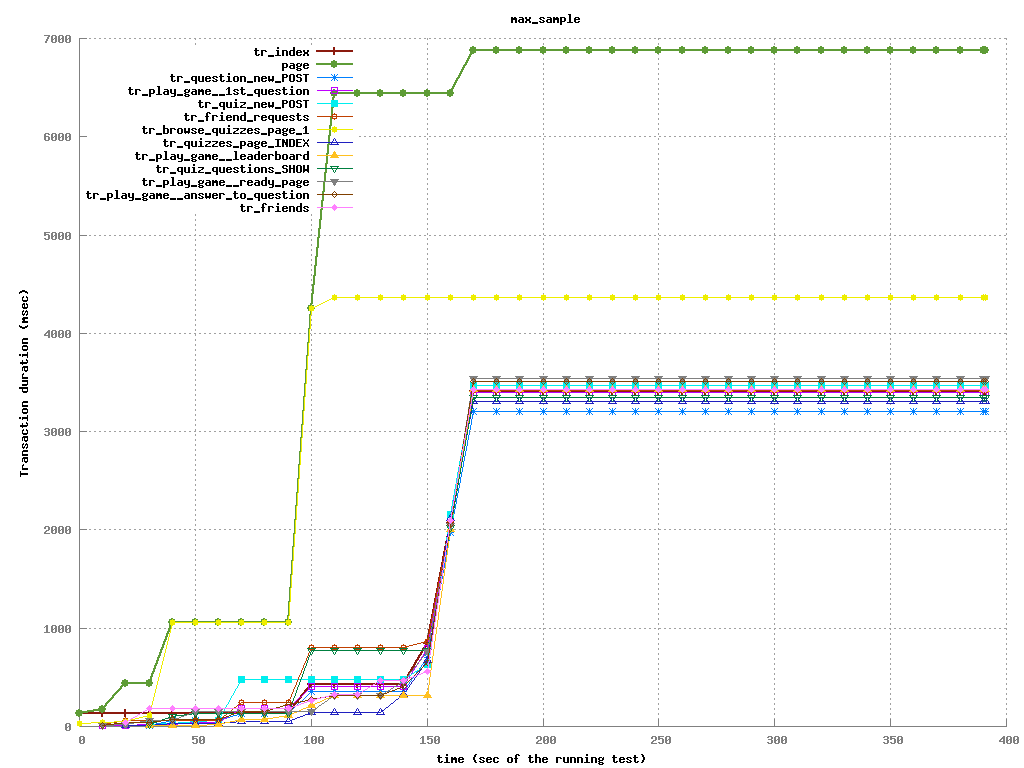 max_sample
7000
6000
5000
4000
3000
2000
1000
0
Transaction duration (msec)
tr_index
page
tr_question_new_POST
tr_play_game__1st_question
tr_quiz_new_POST
tr_friend_requests
tr_browse_quizzes_page_1
tr_quizzes_page_INDEX
tr_play_game__leaderboard
tr_quiz_questions_SHOW
tr_play_game__ready_page
tr_play_game__answer_to_question
tr_friends
0 50 100 150 200 250 300 350 400
time (sec of the running test)